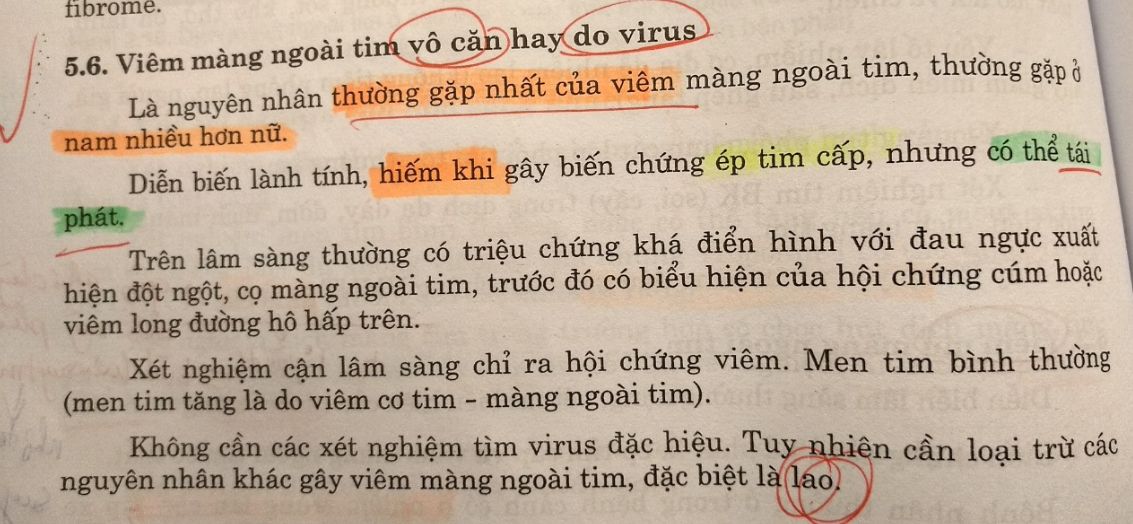 fibrome.
5.6. Viêm màng ngoài tim vô căn hay do virus
Là nguyên nhân thường gặp nhất của viêm màng ngoài tim, thường gặp ở
nam nhiều hơn nữ.
Diễn biến lành tính, hiếm khi gây biến chứng ép tim cấp, nhưng có thể tái
phát.
Trên lâm sàng thường có triệu chứng khá điển hình với đau ngực xuất
hiện đột ngột, cọ màng ngoài tim, trước đó có biểu hiện của hội chứng cúm hoặc
viêm long đường hô hấp trên.
Xét nghiệm cận lâm sàng chỉ ra hội chứng viêm. Men tim bình thường
(men tim tăng là do viêm cơ tim - màng ngoài tim).
Không cần các xét nghiệm tìm virus đặc hiệu. Tuy nhiên cần loại trừ các
nguyên nhân khác gây viêm màng ngoài tim, đặc biệt là lao.